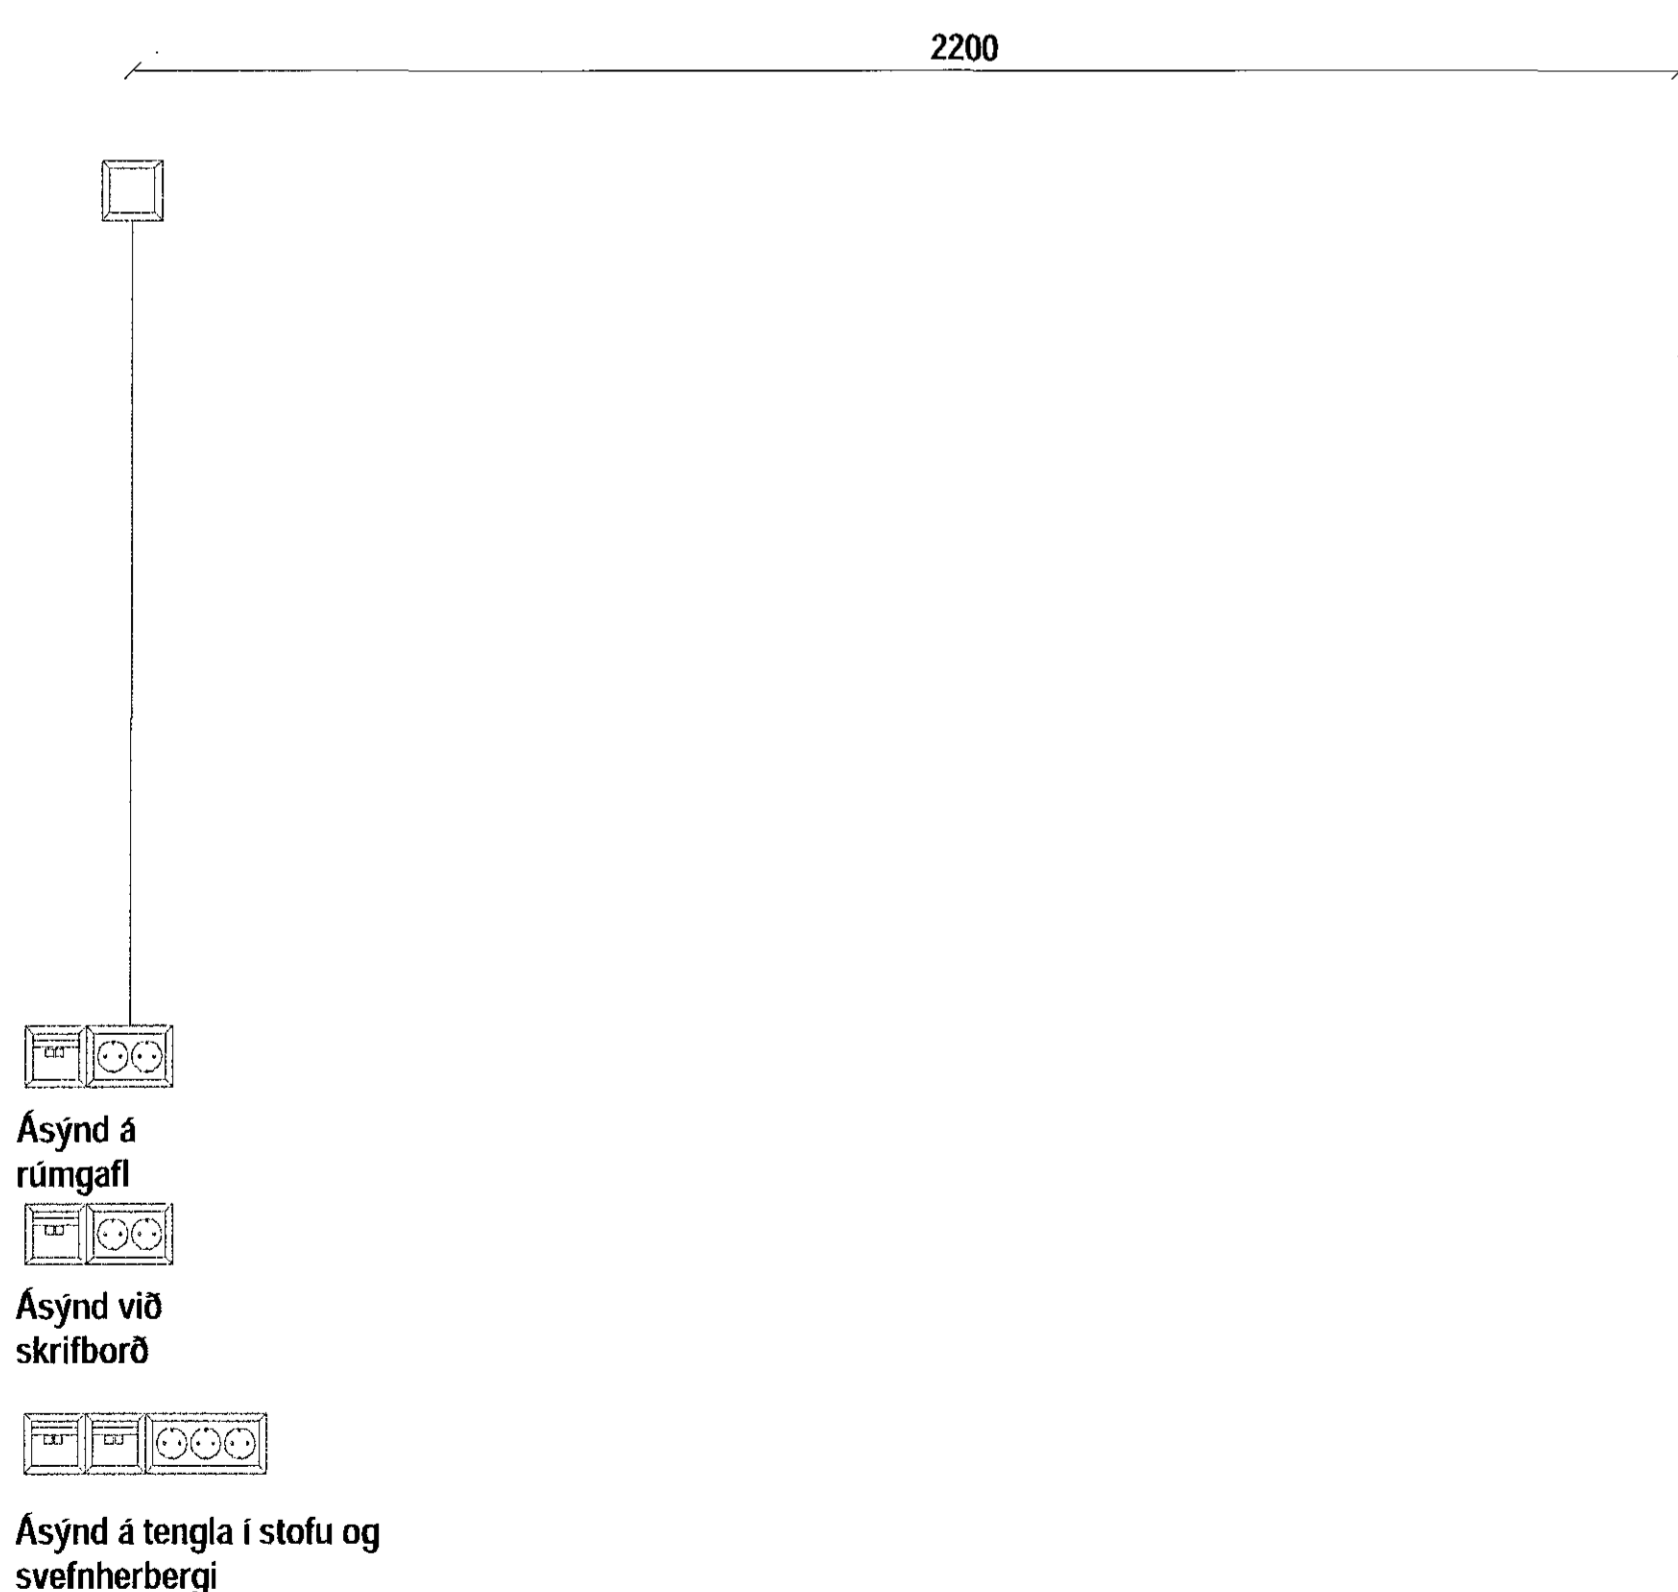 2200
Ásýnd á
rúmgafl
Ásýnd við
skrifborð
Ásýnd á tengla í stofu og
svefnherbergi